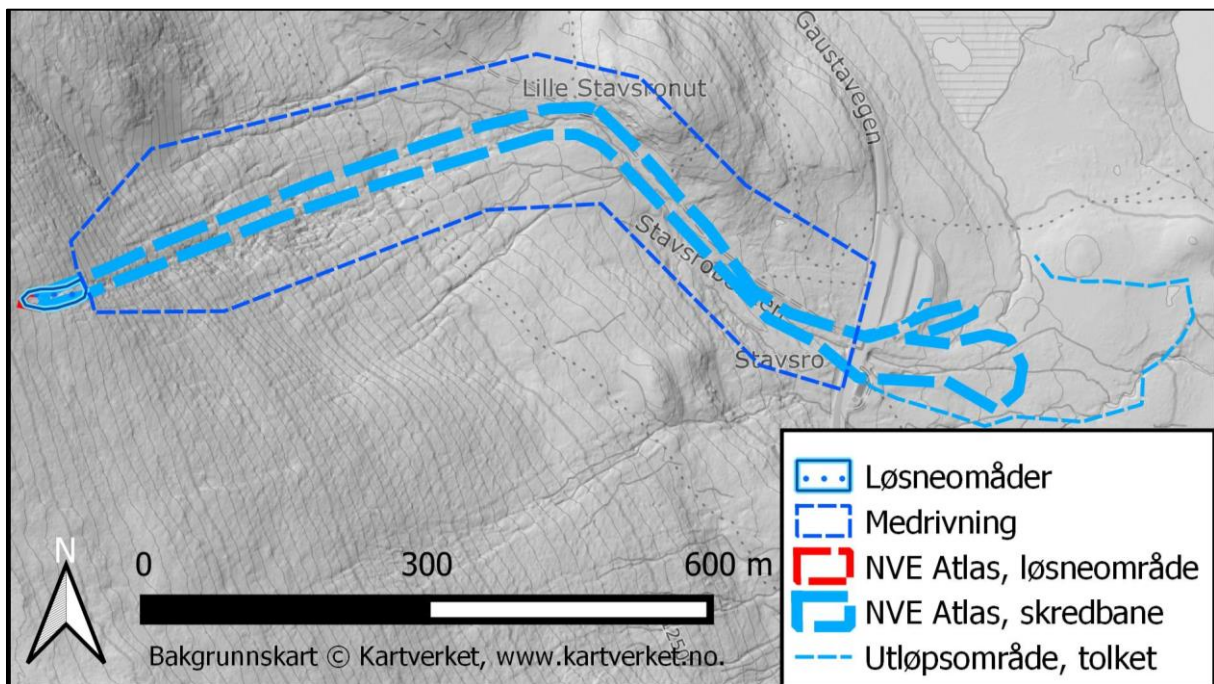 Lille Stavsronut
Gaustavegen
Stavsro
Løsneområder
Medrivning
NVE Atlas, løsneområde
NVE Atlas, skredbane
Utløpsområde, tolket
N
0 300 600 m
Bakgrunnskart © Kartverket, www.kartverket.no.